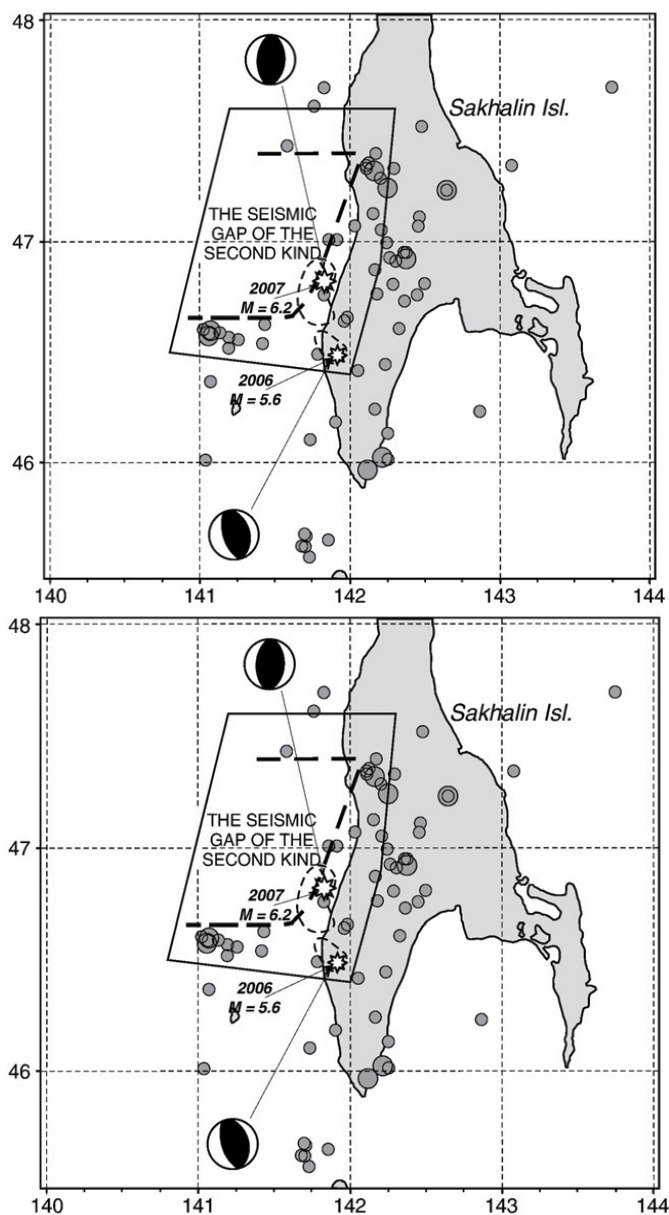 48
Sakhalin Isl.
THE SEISMIC
GAP OF THE
SECOND KIND
47
2007
M = 6.2
2006
M = 5.6
46
140 141 142 143 144
48
Sakhalin Isl.
THE SEISMIC
GAP OF THE
SECOND KIND
47
2007
M = 6.2
2006
M = 5.6
46
140 141 142 143 144